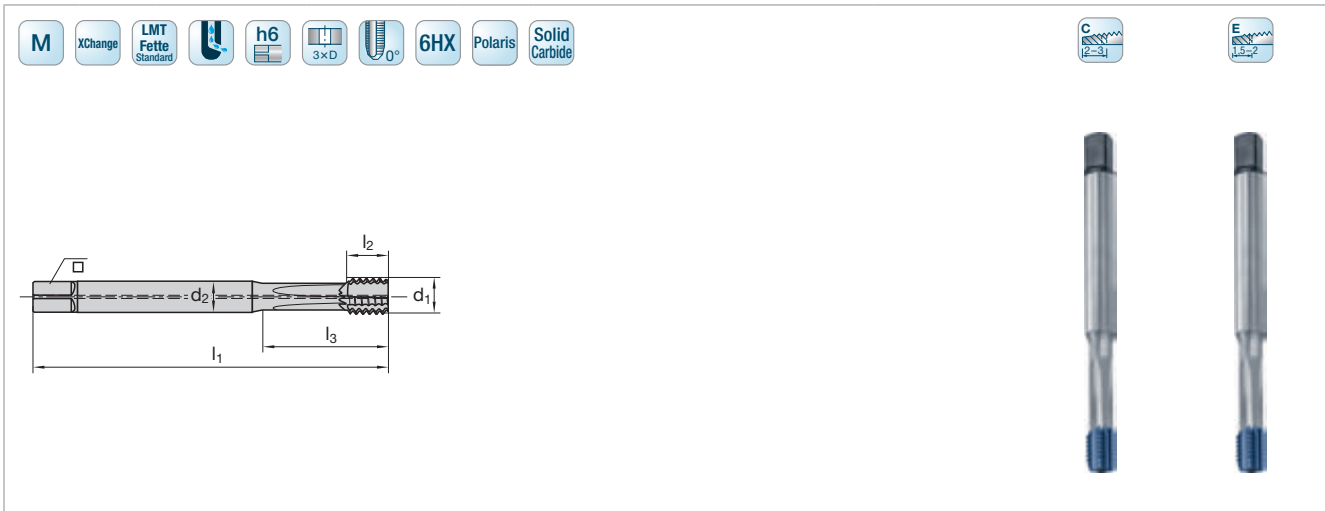 M
XChange
LMT
Fette
Standard
h6
3×D
0°
6HX
Polaris
Solid
Carbide
C
2–3
E
1,5–2
l2
d2
d1
l3
l1